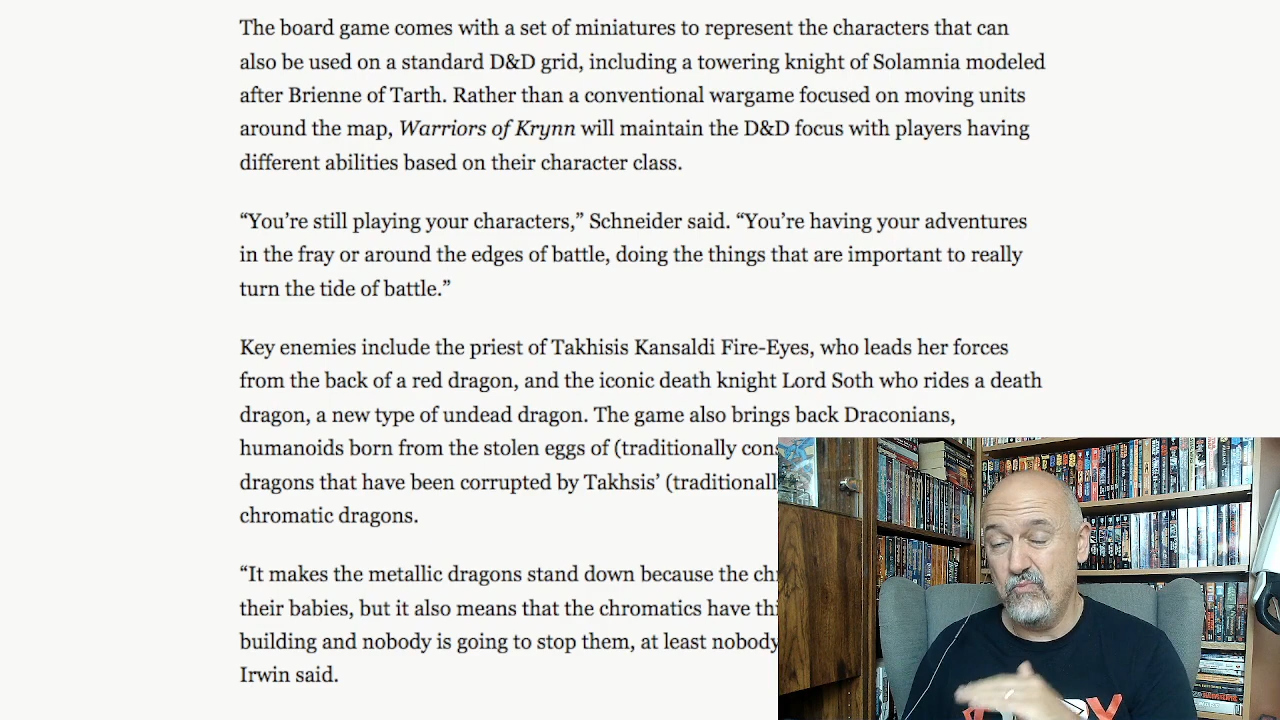 The board game comes with a set of miniatures to represent the characters that can
also be used on a standard D&D grid, including a towering knight of Solamnia modeled
after Brienne of Tarth. Rather than a conventional wargame focused on moving units
around the map, Warriors of Krynn will maintain the D&D focus with players having
different abilities based on their character class.
“You’re still playing your characters,” Schneider said. “You’re having your adventures
in the fray or around the edges of battle, doing the things that are important to really
turn the tide of battle.”
Key enemies include the priest of Takhisis Kansaldi Fire-Eyes, who leads her forces
from the back of a red dragon, and the iconic death knight Lord Soth who rides a death
dragon, a new type of undead dragon. The game also brings back Draconians,
humanoids born from the stolen eggs of (traditionally
dragons that have been corrupted by Takhsis’
chromatic dragons.
“It makes the metallic dragons stand down because the
their babies, but it also means that the chromatics have
building and nobody is going to stop them, at least nobody
Irwin said.